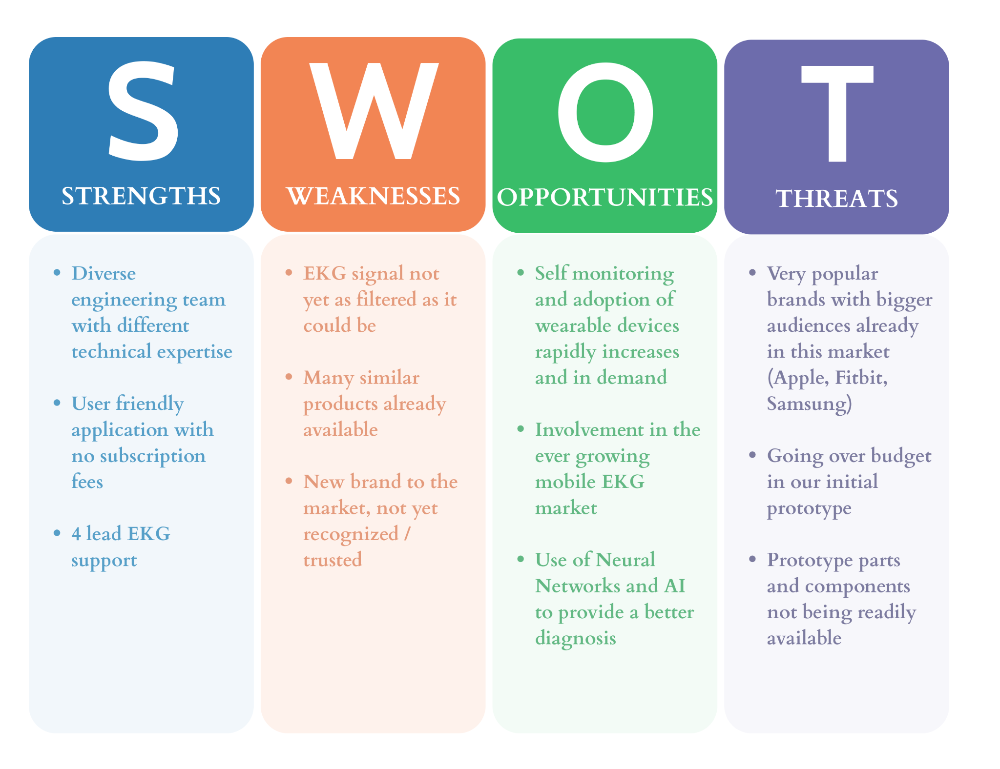 S
STRENGTHS
• Diverse
engineering team
with different
technical expertise
• User friendly
application with
no subscription
fees
• 4 lead EKG
support
W
WEAKNESSES
• EKG signal not
yet as filtered as it
could be
• Many similar
products already
available
• New brand to the
market, not yet
recognized /
trusted
O
OPPORTUNITIES
• Self monitoring
and adoption of
wearable devices
rapidly increases
and in demand
• Involvement in the
ever growing
mobile EKG
market
• Use of Neural
Networks and AI
to provide a better
diagnosis
T
THREATS
• Very popular
brands with bigger
audiences already
in this market
(Apple, Fitbit,
Samsung)
• Going over budget
in our initial
prototype
• Prototype parts
and components
not being readily
available